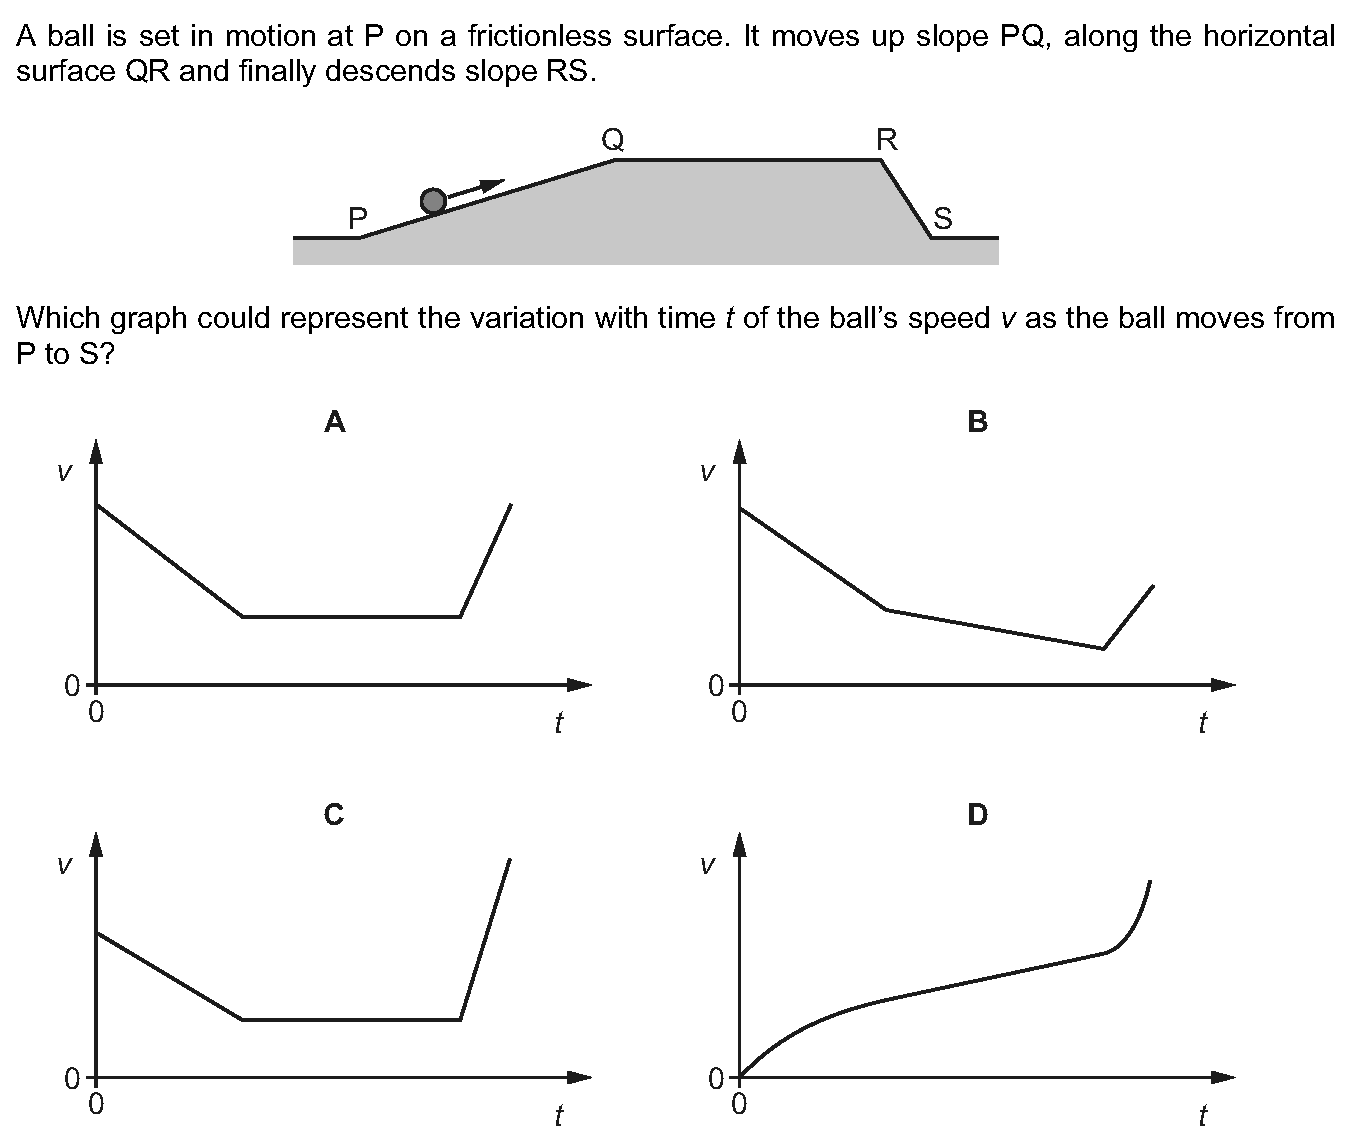 A ball is set in motion at P on a frictionless surface. It moves up slope PQ, along the horizontal
surface QR and finally descends slope RS.
Q R
P S
Which graph could represent the variation with time t of the ball’s speed v as the ball moves from
P to S?
A B
v v
0 0
0 0
t t
C D
v v
0 0
0 0
t t